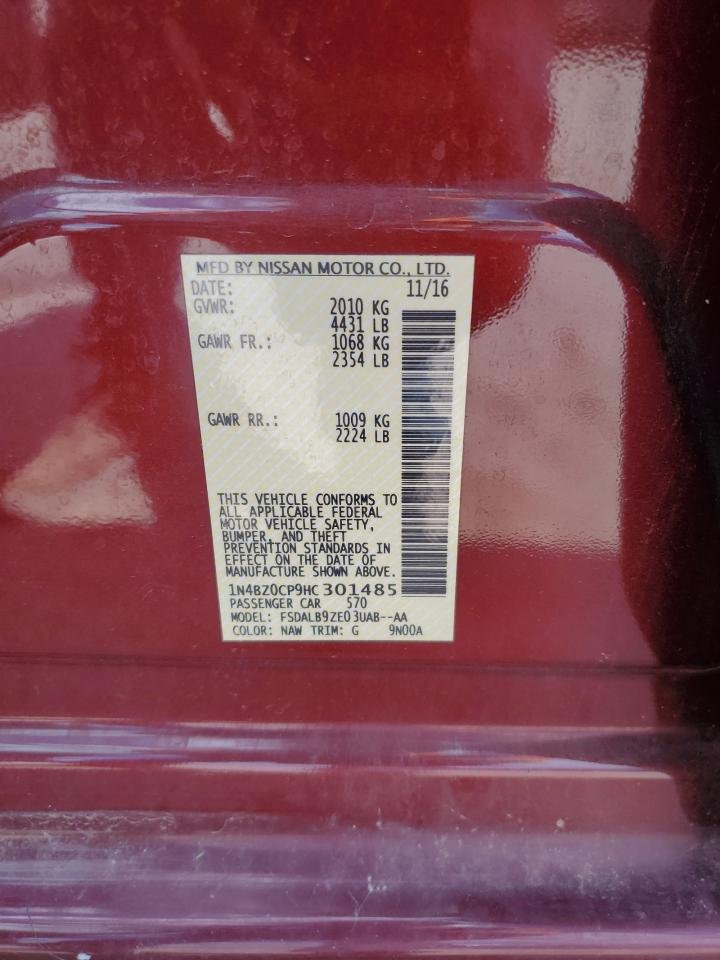 MFD BY NISSAN MOTOR CO., LTD.
DATE: 11/16
GVWR: 2010 KG
4431 LB
GAWR FR.: 1068 KG
2354 LB
GAWR RR.: 1009 KG
2224 LB
THIS VEHICLE CONFORMS TO
ALL APPLICABLE FEDERAL
MOTOR VEHICLE SAFETY,
BUMPER, AND THEFT
PREVENTION STANDARDS IN
EFFECT ON THE DATE OF
MANUFACTURE SHOWN ABOVE.
1N4BZ0CP9HC301485
PASSENGER CAR 570
MODEL: FSDALB9ZE03UAB--AA
COLOR: NAW TRIM: G 9N00A